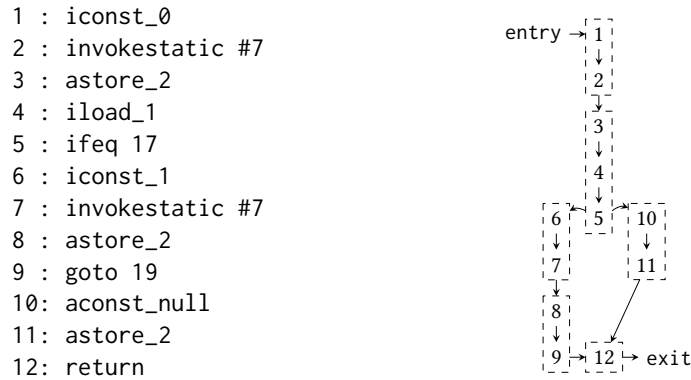 1 : iconst_0
2 : invokestatic #7
3 : astore_2
4 : iload_1
5 : ifeq 17
6 : iconst_1
7 : invokestatic #7
8 : astore_2
9 : goto 19
10: aconst_null
11: astore_2
12: return
entry 1
2
3
4
6 5 10
7 11
8
9 12 exit